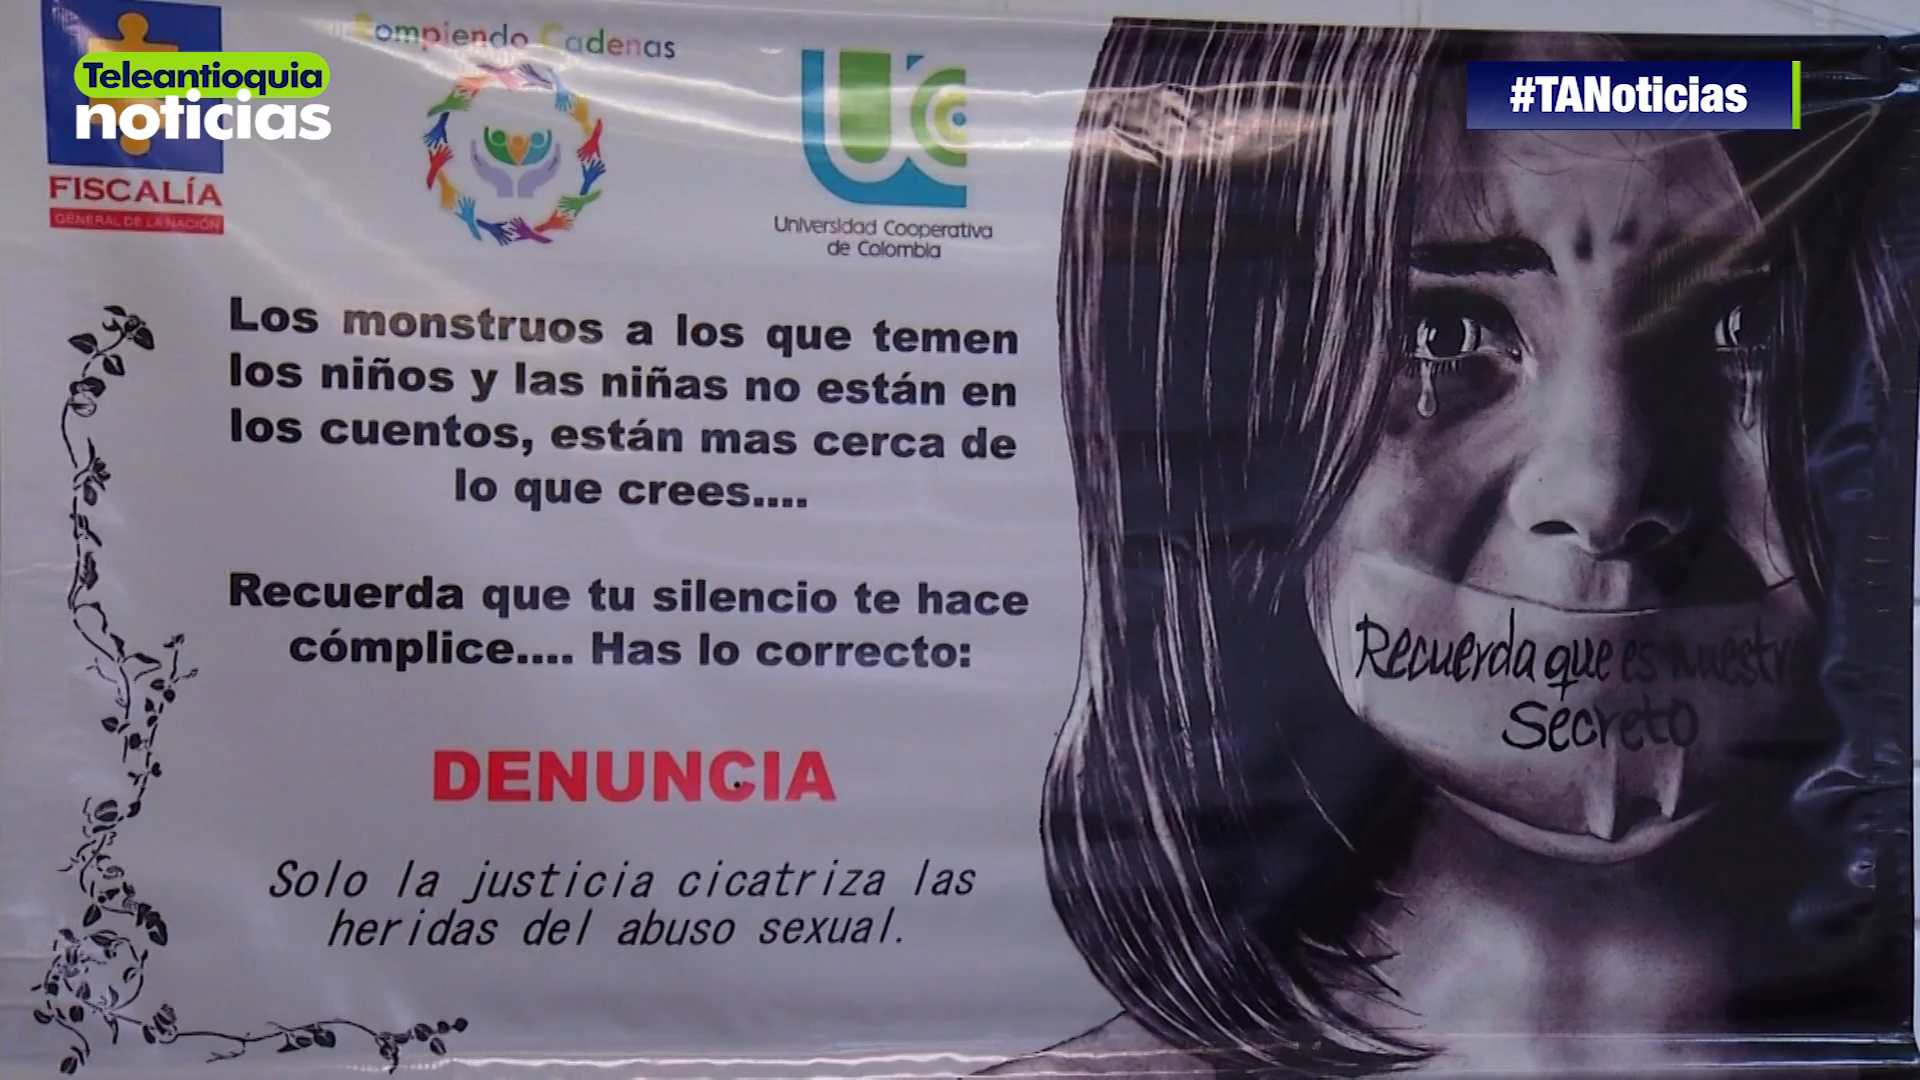 Teleantioquia
noticias
FISCALÍA
GENERAL DE LA NACIÓN
Rompiendo Cadenas
Universidad Cooperativa
de Colombia
#TANoticias
Los monstruos a los que temen
los niños y las niñas no están en
los cuentos, están mas cerca de
lo que crees....
Recuerda que tu silencio te hace
cómplice.... Has lo correcto:
DENUNCIA
Solo la justicia cicatriza las
heridas del abuso sexual.
Recuerda que es nuestro
Secreto